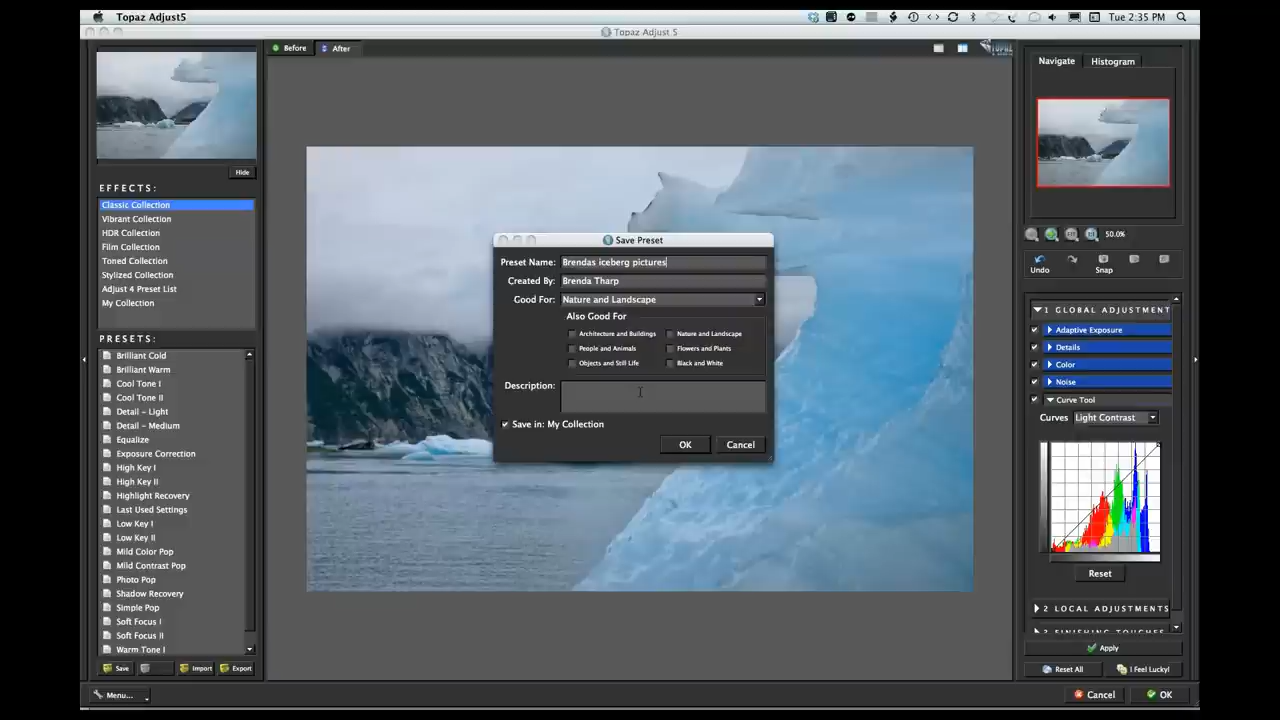 Topaz Adjust5
Tue 2:35 PM
Topaz Adjust 5
Before
After
TOPAZ
Hide
EFFECTS:
Classic Collection
Vibrant Collection
HDR Collection
Film Collection
Toned Collection
Stylized Collection
Adjust 4 Preset List
My Collection
PRESETS:
Brilliant Cold
Brilliant Warm
Cool Tone I
Cool Tone II
Detail - Light
Detail - Medium
Equalize
Exposure Correction
High Key I
High Key II
Highlight Recovery
Last Used Settings
Low Key I
Low Key II
Mild Color Pop
Mild Contrast Pop
Photo Pop
Shadow Recovery
Simple Pop
Soft Focus I
Soft Focus II
Warm Tone I
Save
Import
Export
Menu...
Save Preset
Preset Name: Brendas iceberg pictures
Created By: Brenda Tharp
Good For: Nature and Landscape
Also Good For
Architecture and Buildings
Nature and Landscape
People and Animals
Flowers and Plants
Objects and Still Life
Black and White
Description:
Save in: My Collection
OK
Cancel
Navigate
Histogram
50.0%
Undo
Snap
1 GLOBAL ADJUSTMENT
Adaptive Exposure
Details
Color
Noise
Curve Tool
Curves Light Contrast
Reset
2 LOCAL ADJUSTMENTS
3 FINISHING TOUCHES
Apply
Reset All
I Feel Lucky!
Cancel
OK